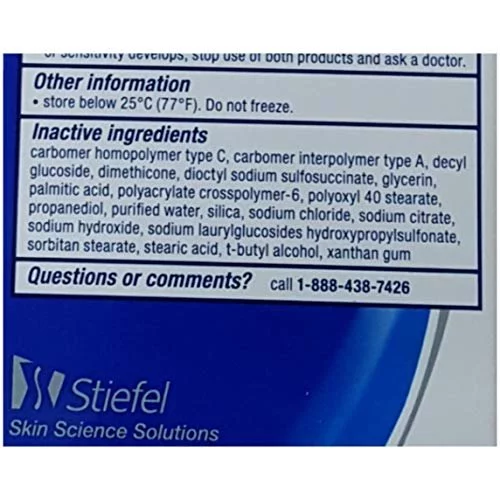 or sensitivity develops, stop use of both products and ask a doctor.
Other information
• store below 25°C (77°F). Do not freeze.
Inactive ingredients
carbomer homopolymer type C, carbomer interpolymer type A, decyl
glucoside, dimethicone, dioctyl sodium sulfosuccinate, glycerin,
palmitic acid, polyacrylate crosspolymer-6, polyoxyl 40 stearate,
propanediol, purified water, silica, sodium chloride, sodium citrate,
sodium hydroxide, sodium laurylglucosides hydroxypropylsulfonate,
sorbitan stearate, stearic acid, t-butyl alcohol, xanthan gum
Questions or comments? call 1-888-438-7426
Stiefel
Skin Science Solutions